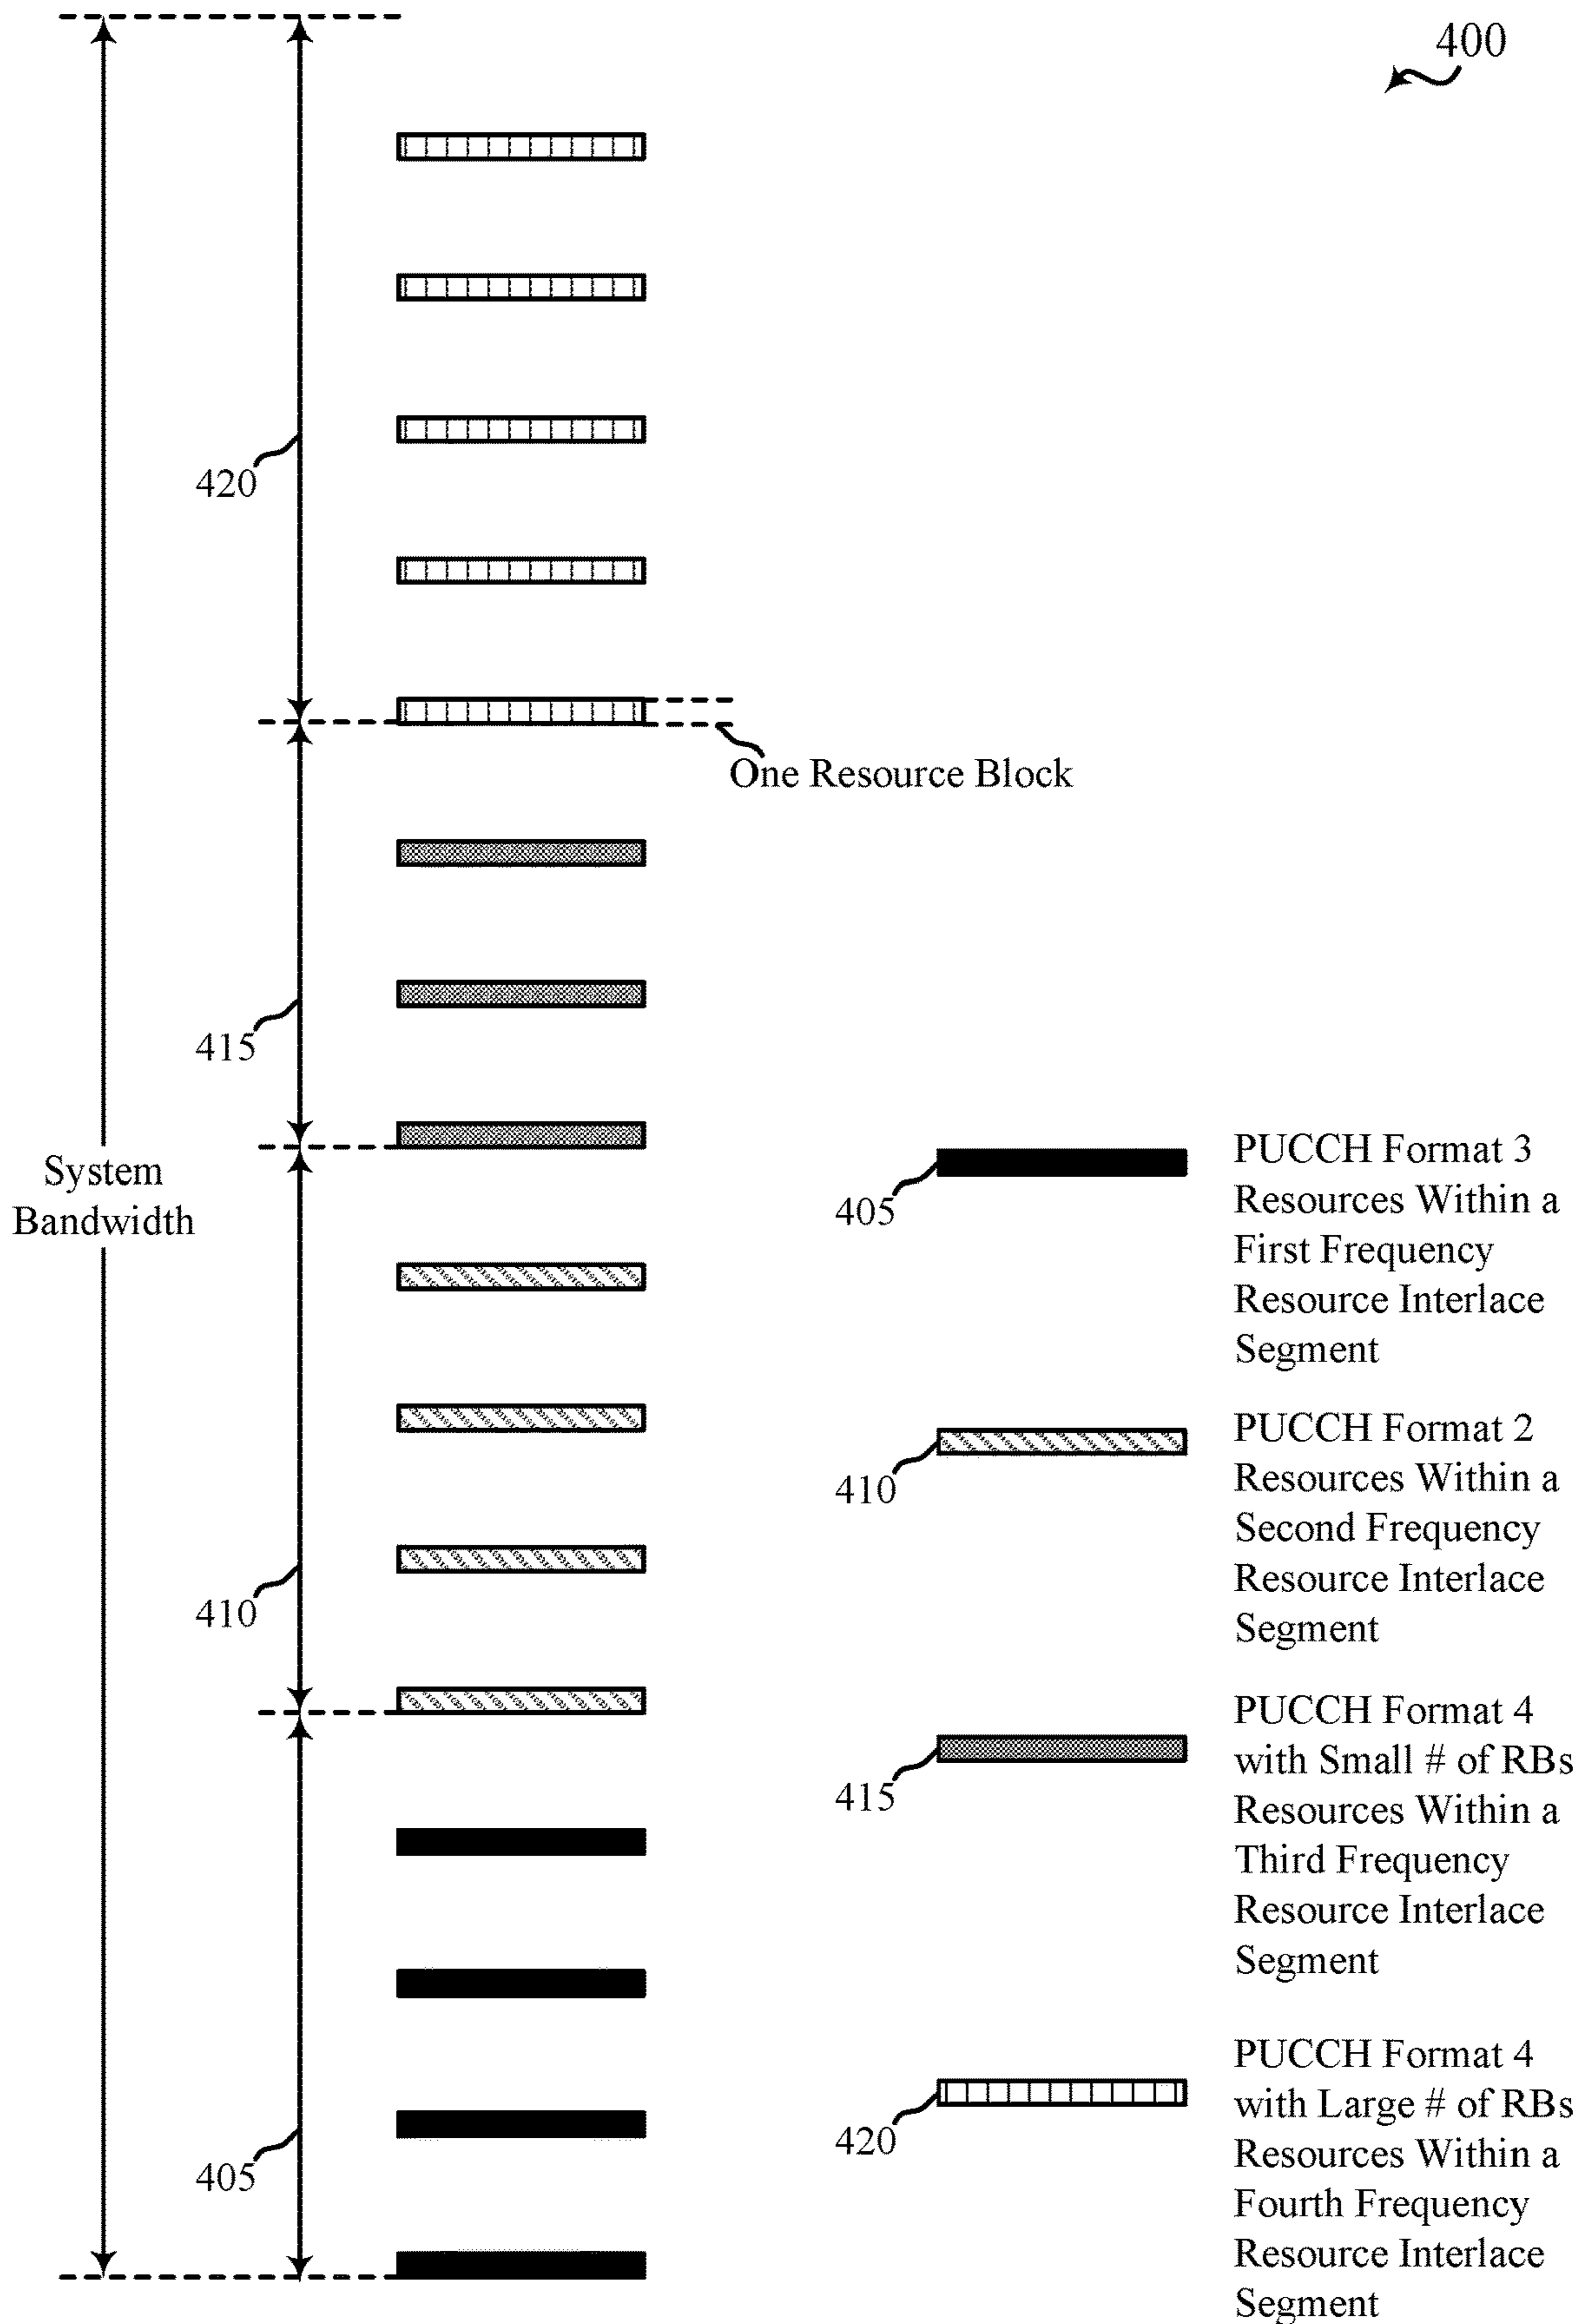 400
420
One Resource Block
415
System
Bandwidth
410
405
405
PUCCH Format 3
Resources Within a
First Frequency
Resource Interlace
Segment
410
PUCCH Format 2
Resources Within a
Second Frequency
Resource Interlace
Segment
415
PUCCH Format 4
with Small # of RBs
Resources Within a
Third Frequency
Resource Interlace
Segment
420
PUCCH Format 4
with Large # of RBs
Resources Within a
Fourth Frequency
Resource Interlace
Segment